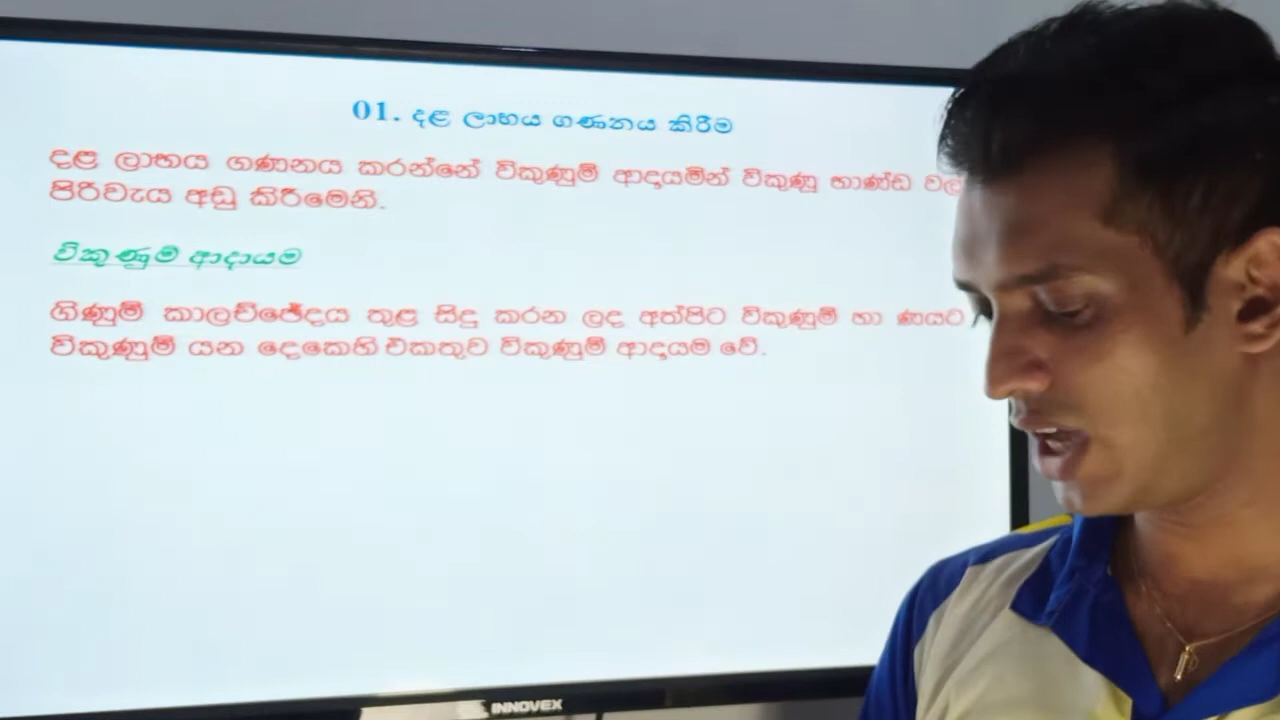 01. දළ ලාභය ගණනය කිරීම
දළ ලාභය ගණනය කරන්නේ විකුණුම් ආදයමින් විකුණු භාණ්ඩ වල
පිරිවැය අඩු කිරීමෙනි.
විකුණුම් ආදායම
ගිණුම් කාලච්ඡේදය තුළ සිදු කරන ලද අත්පිට විකුණුම් හා ණයට
විකුණුම් යන දෙකෙහි එකතුව විකුණුම් ආදයම වේ.
INNOVEX